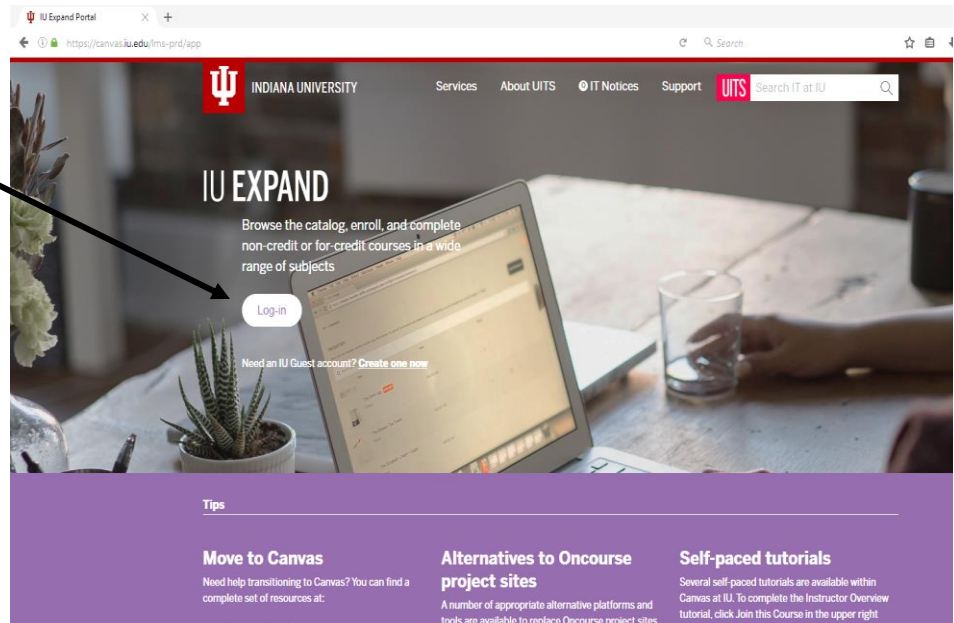 IU Expand Portal
https://canvas.iu.edu/lms-prd/app
Search
INDIANA UNIVERSITY
Services
About UITS
IT Notices
Support
UITS
Search IT at IU
IU EXPAND
Browse the catalog, enroll, and complete
non-credit or for-credit courses in a wide
range of subjects
Log-in
Need an IU Guest account? Create one now
Tips
Move to Canvas
Need help transitioning to Canvas? You can find a
complete set of resources at:
Alternatives to Oncourse
project sites
A number of appropriate alternative platforms and
tools are available to replace Oncourse project sites
Self-paced tutorials
Several self-paced tutorials are available within
Canvas at IU. To complete the Instructor Overview
tutorial, click Join this Course in the upper right